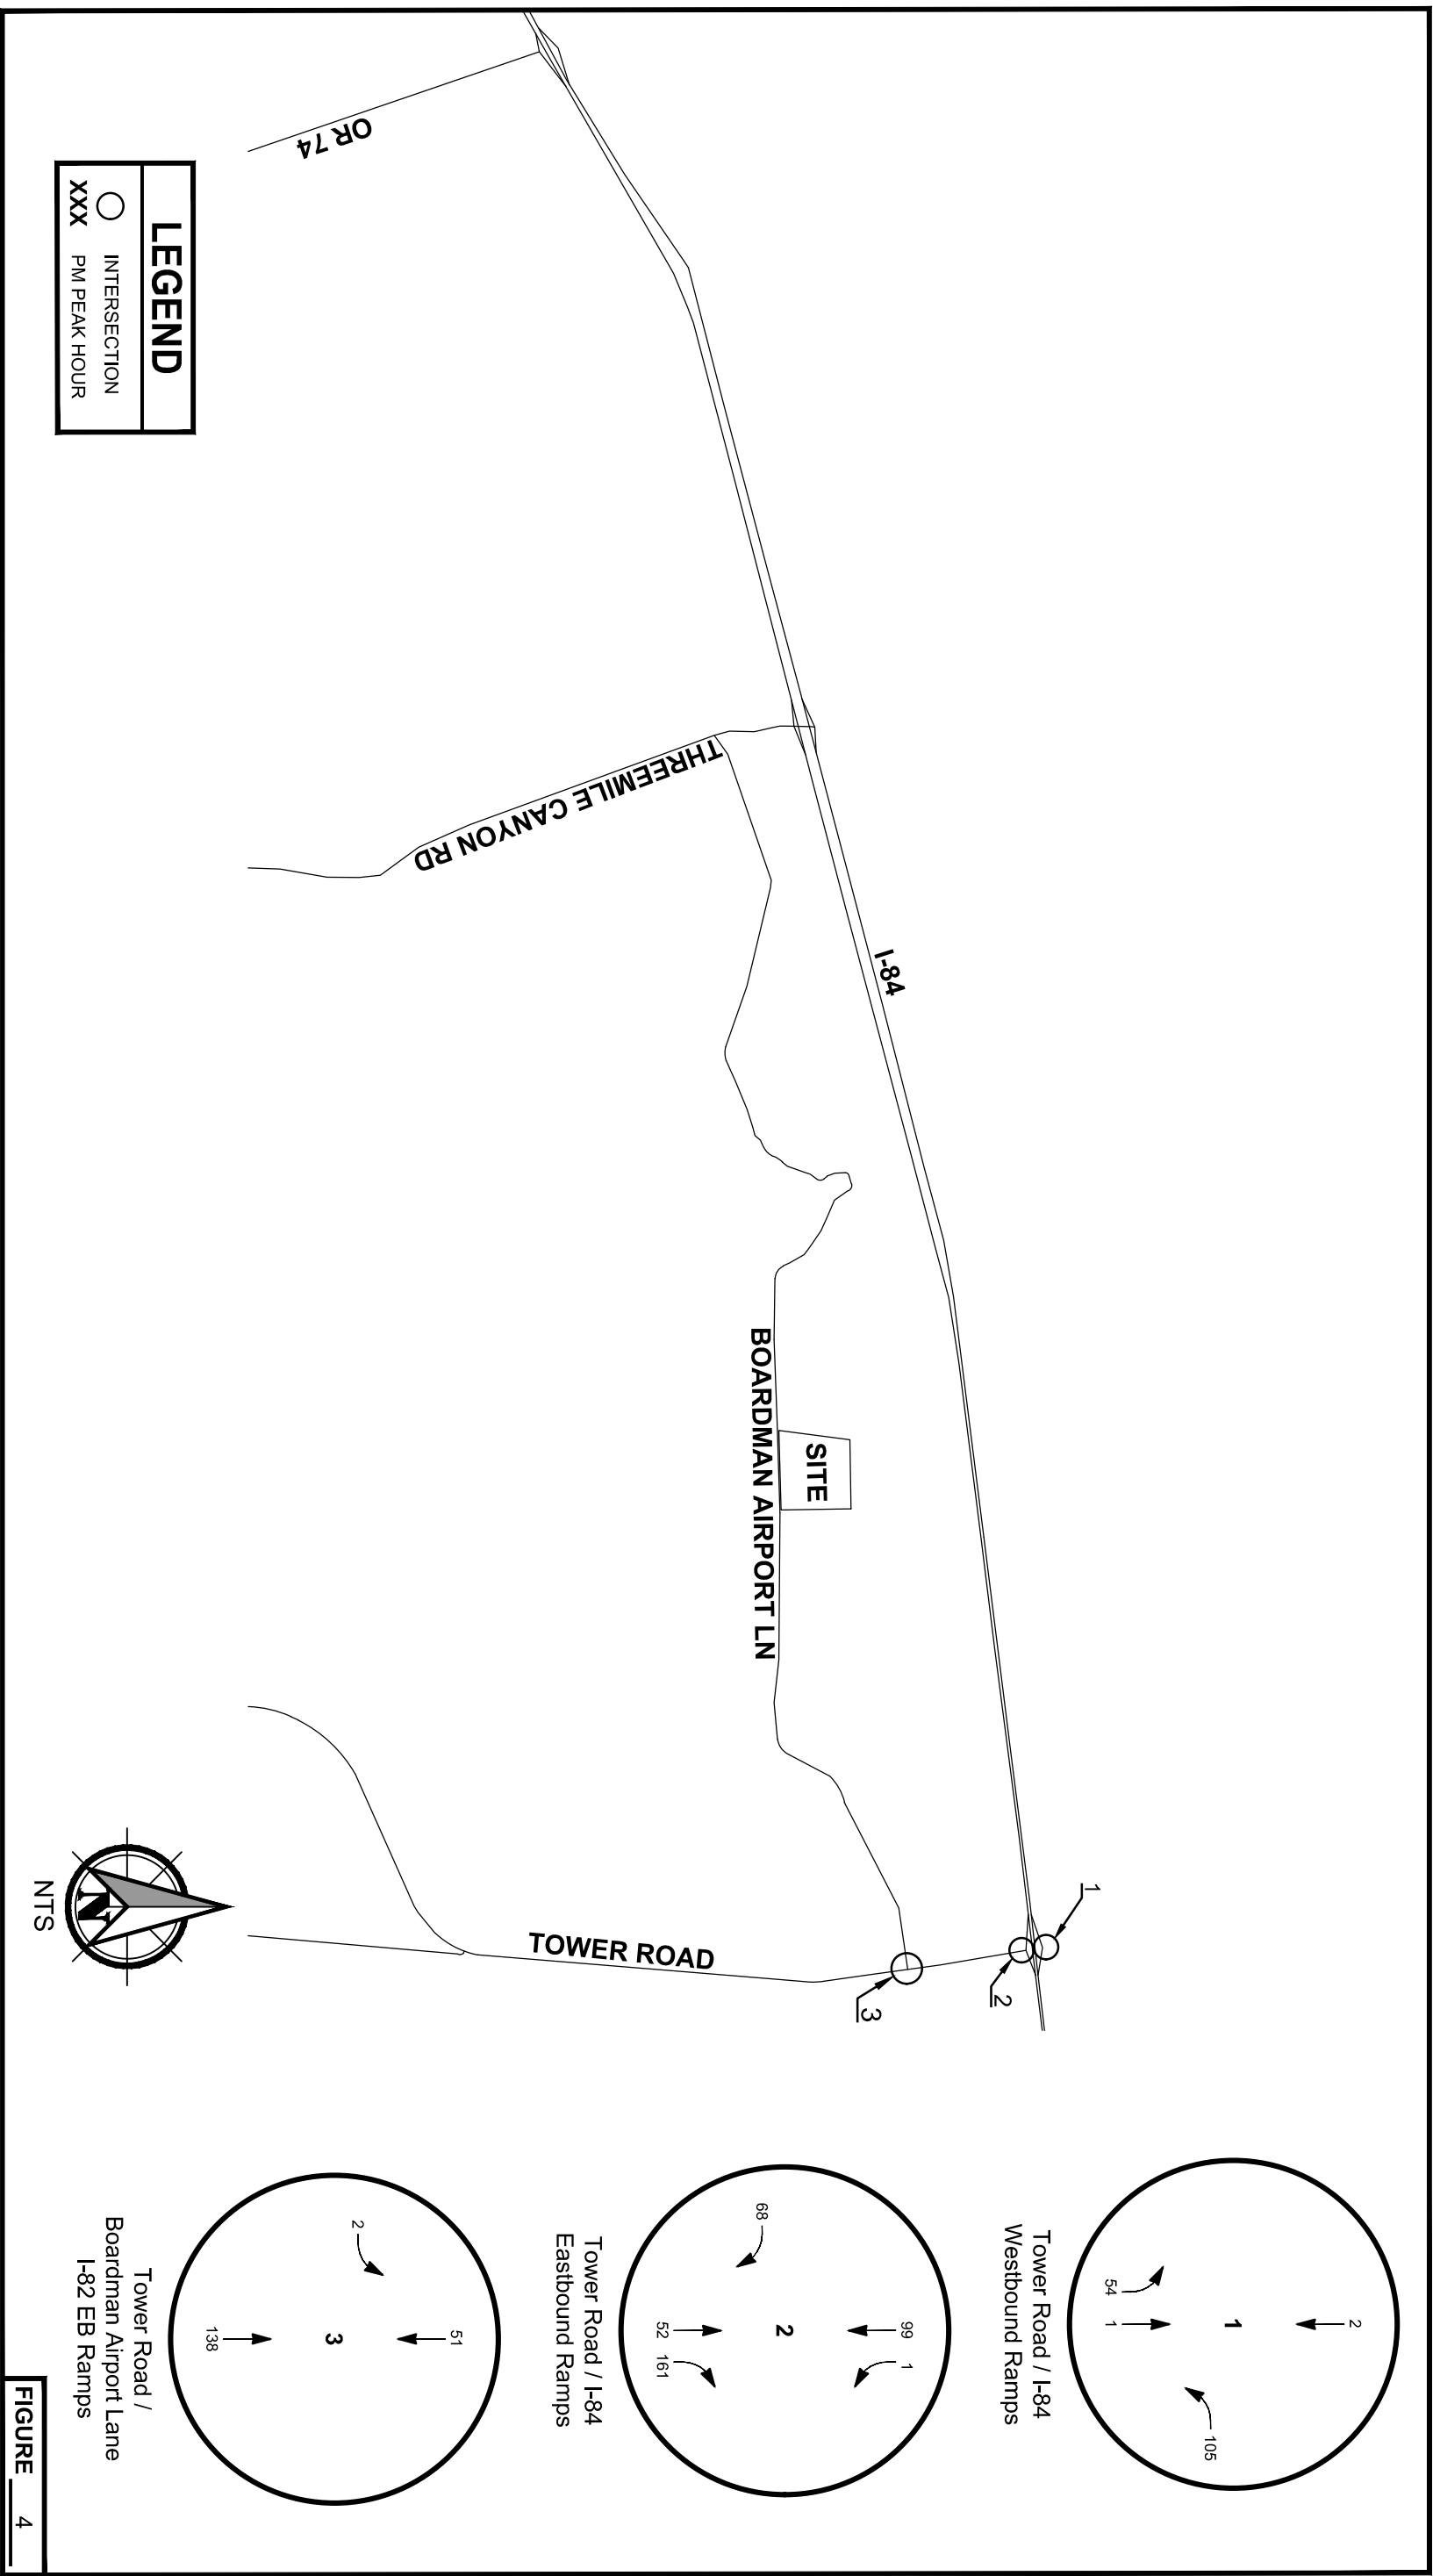 1
2
54
1
105
Tower Road / I-84
Westbound Ramps
2
99
1
68
52
161
Tower Road / I-84
Eastbound Ramps
3
51
2
138
Tower Road /
Boardman Airport Lane
I-82 EB Ramps
1
2
3
I-84
SITE
BOARDMAN AIRPORT LN
THREEMILE CANYON RD
OR 74
TOWER ROAD
LEGEND
INTERSECTION
XXX PM PEAK HOUR
N
NTS
FIGURE 4